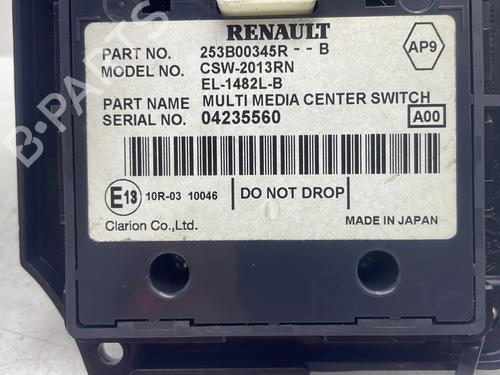 RENAULT
PART NO. 253B00345R - - B
AP9
MODEL NO. CSW-2013RN
EL-1482L-B
PART NAME MULTI MEDIA CENTER SWITCH
SERIAL NO. 04235560
A00
E13 10R-03 10046 DO NOT DROP
Clarion Co.,Ltd. MADE IN JAPAN